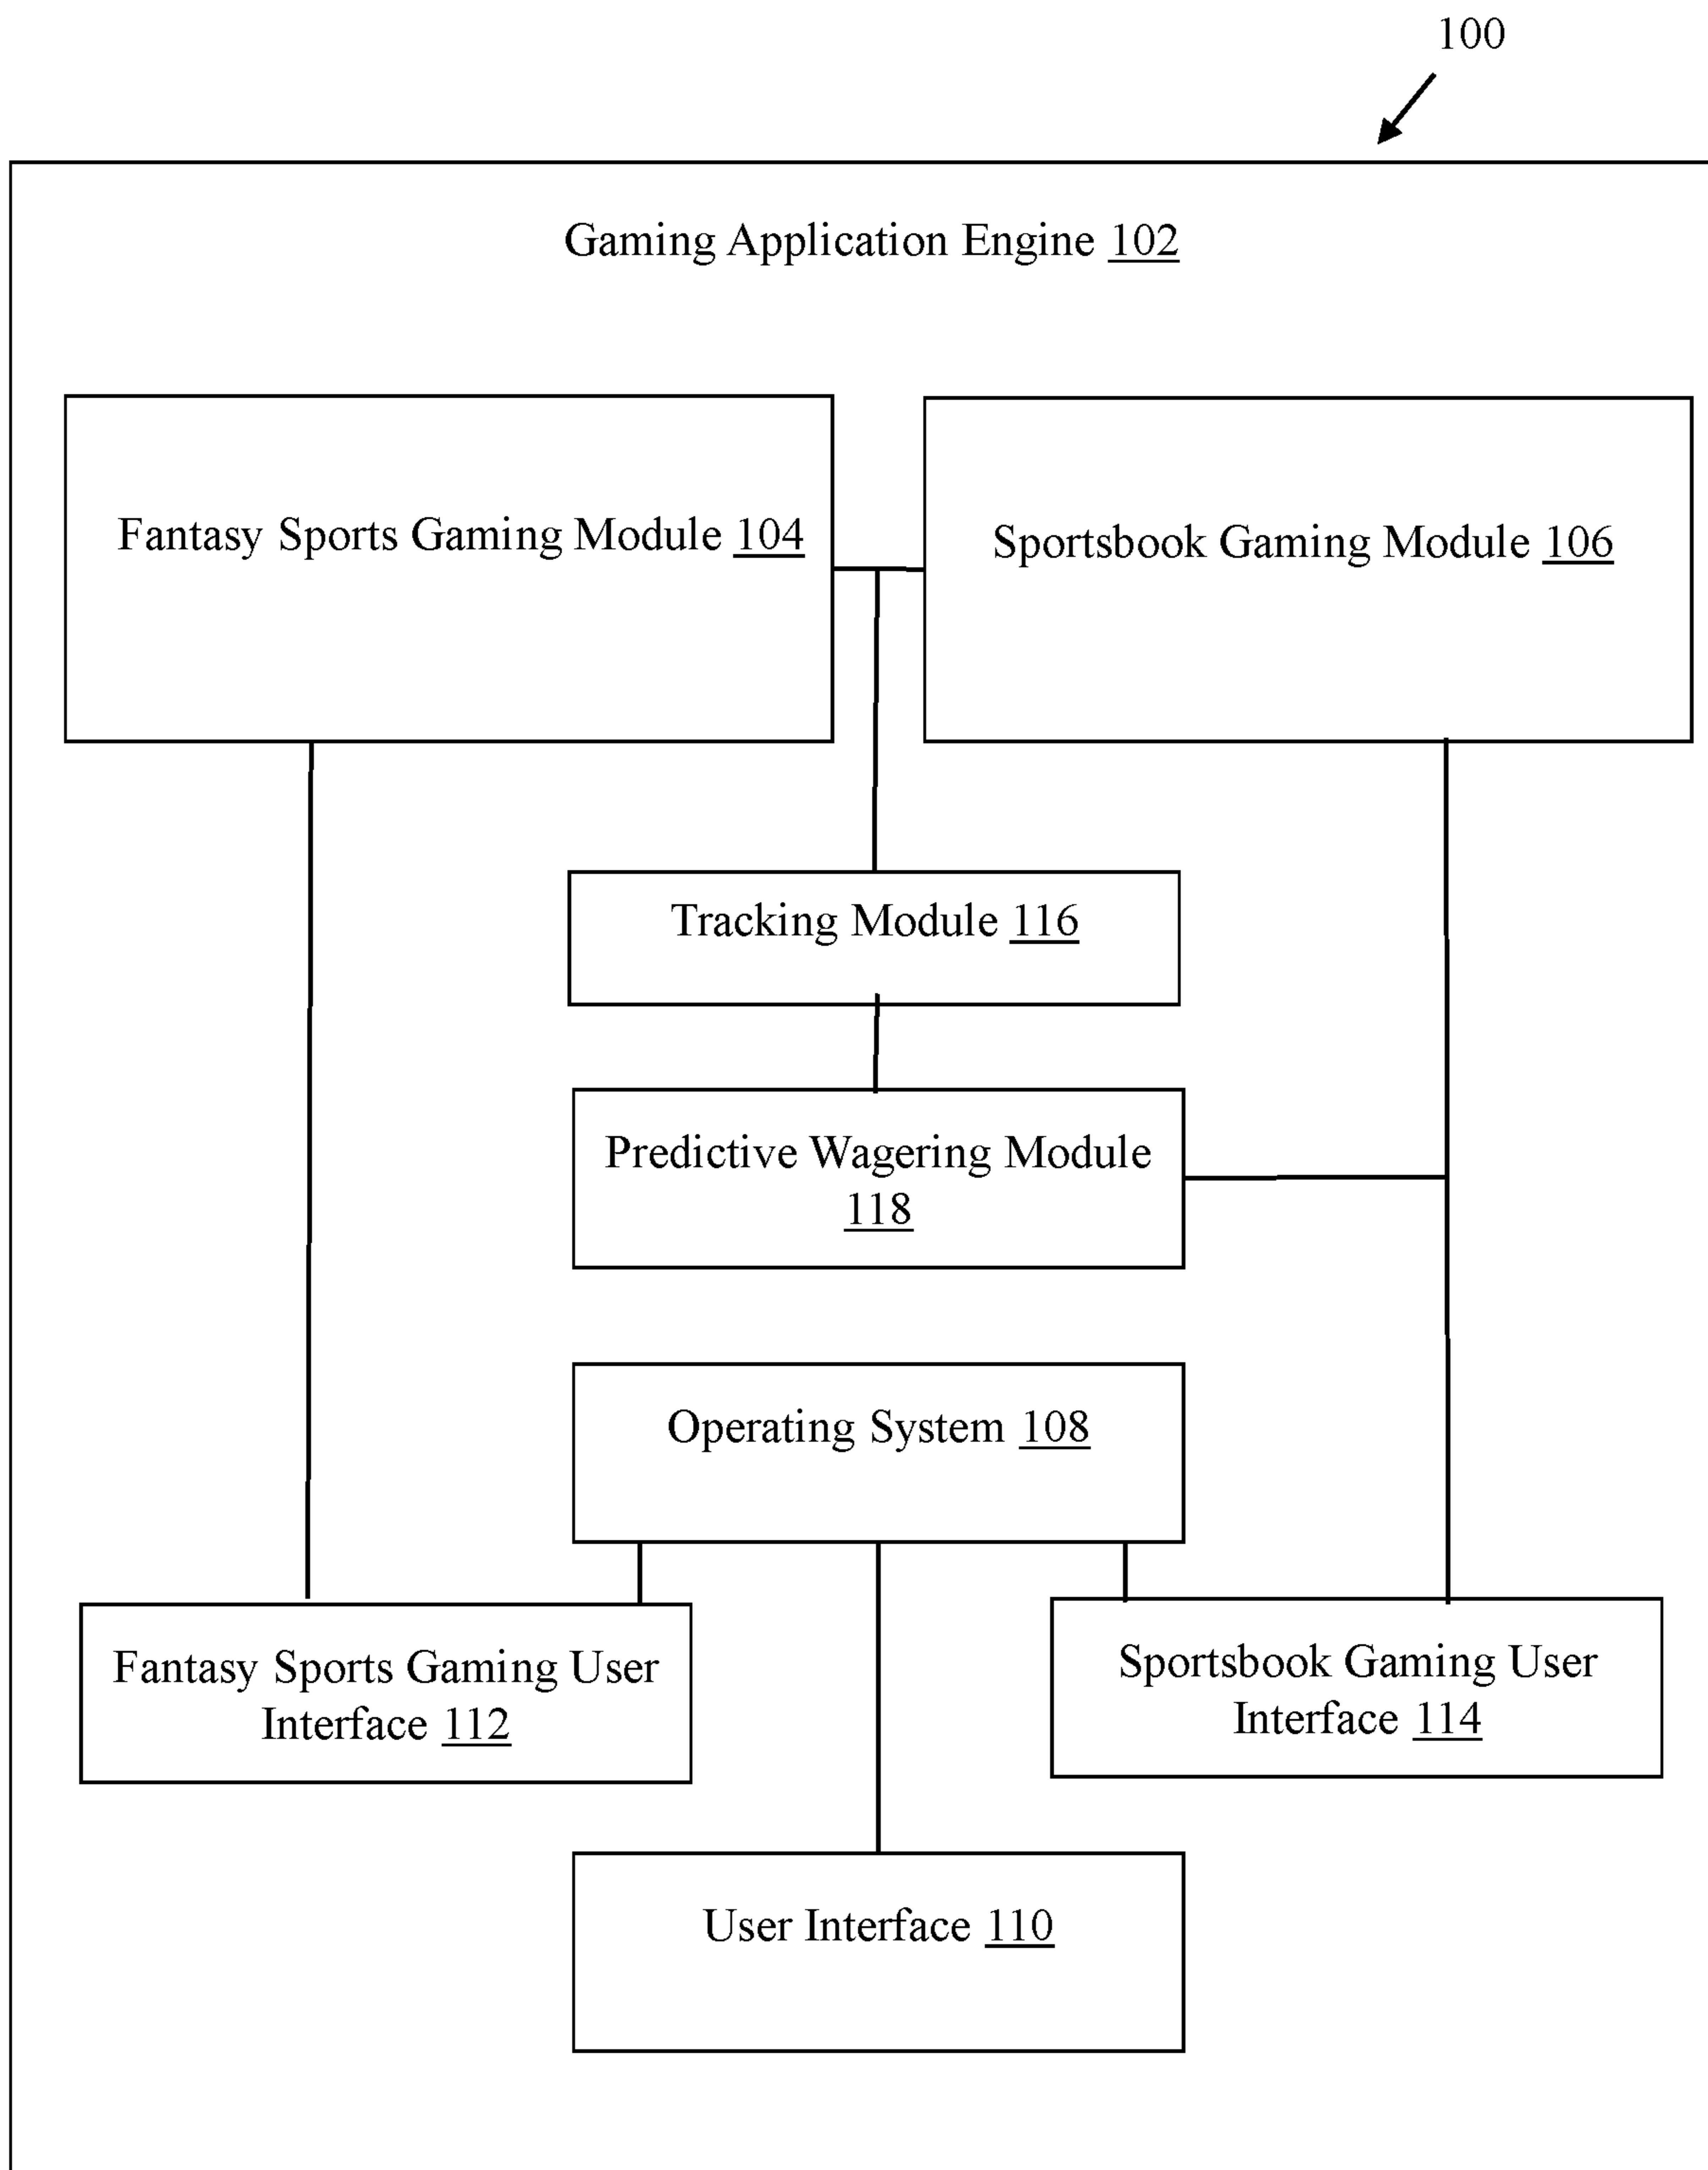 100
Gaming Application Engine 102
Fantasy Sports Gaming Module 104
Sportsbook Gaming Module 106
Tracking Module 116
Predictive Wagering Module
118
Operating System 108
Fantasy Sports Gaming User
Interface 112
Sportsbook Gaming User
Interface 114
User Interface 110